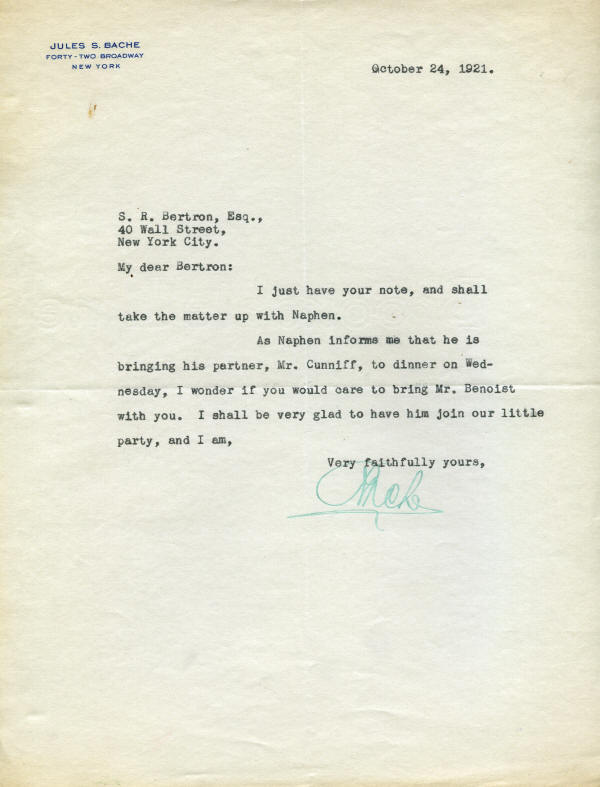 JULES S. BACHE
FORTY-TWO BROADWAY
NEW YORK
October 24, 1921.
S. R. Bertron, Esq.,
40 Wall Street,
New York City.
My dear Bertron:
I just have your note, and shall
take the matter up with Naphen.
As Naphen informs me that he is
bringing his partner, Mr. Cunniff, to dinner on Wed-
nesday, I wonder if you would care to bring Mr. Benoist
with you. I shall be very glad to have him join our little
party, and I am,
Very faithfully yours,
Bache